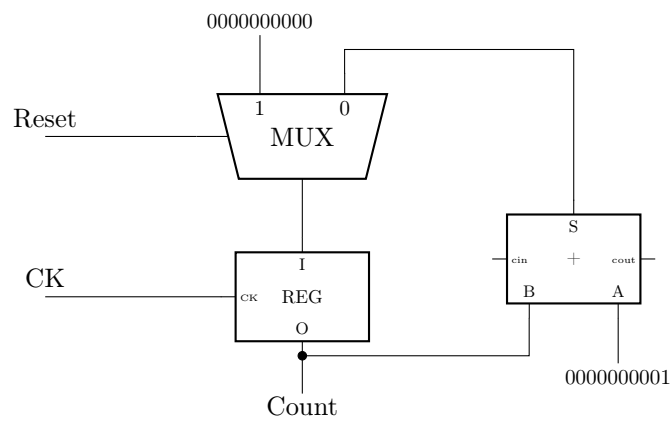 0000000000
1
0
Reset
MUX
S
cin
+
cout
B
A
I
CK
CK
REG
O
0000000001
Count